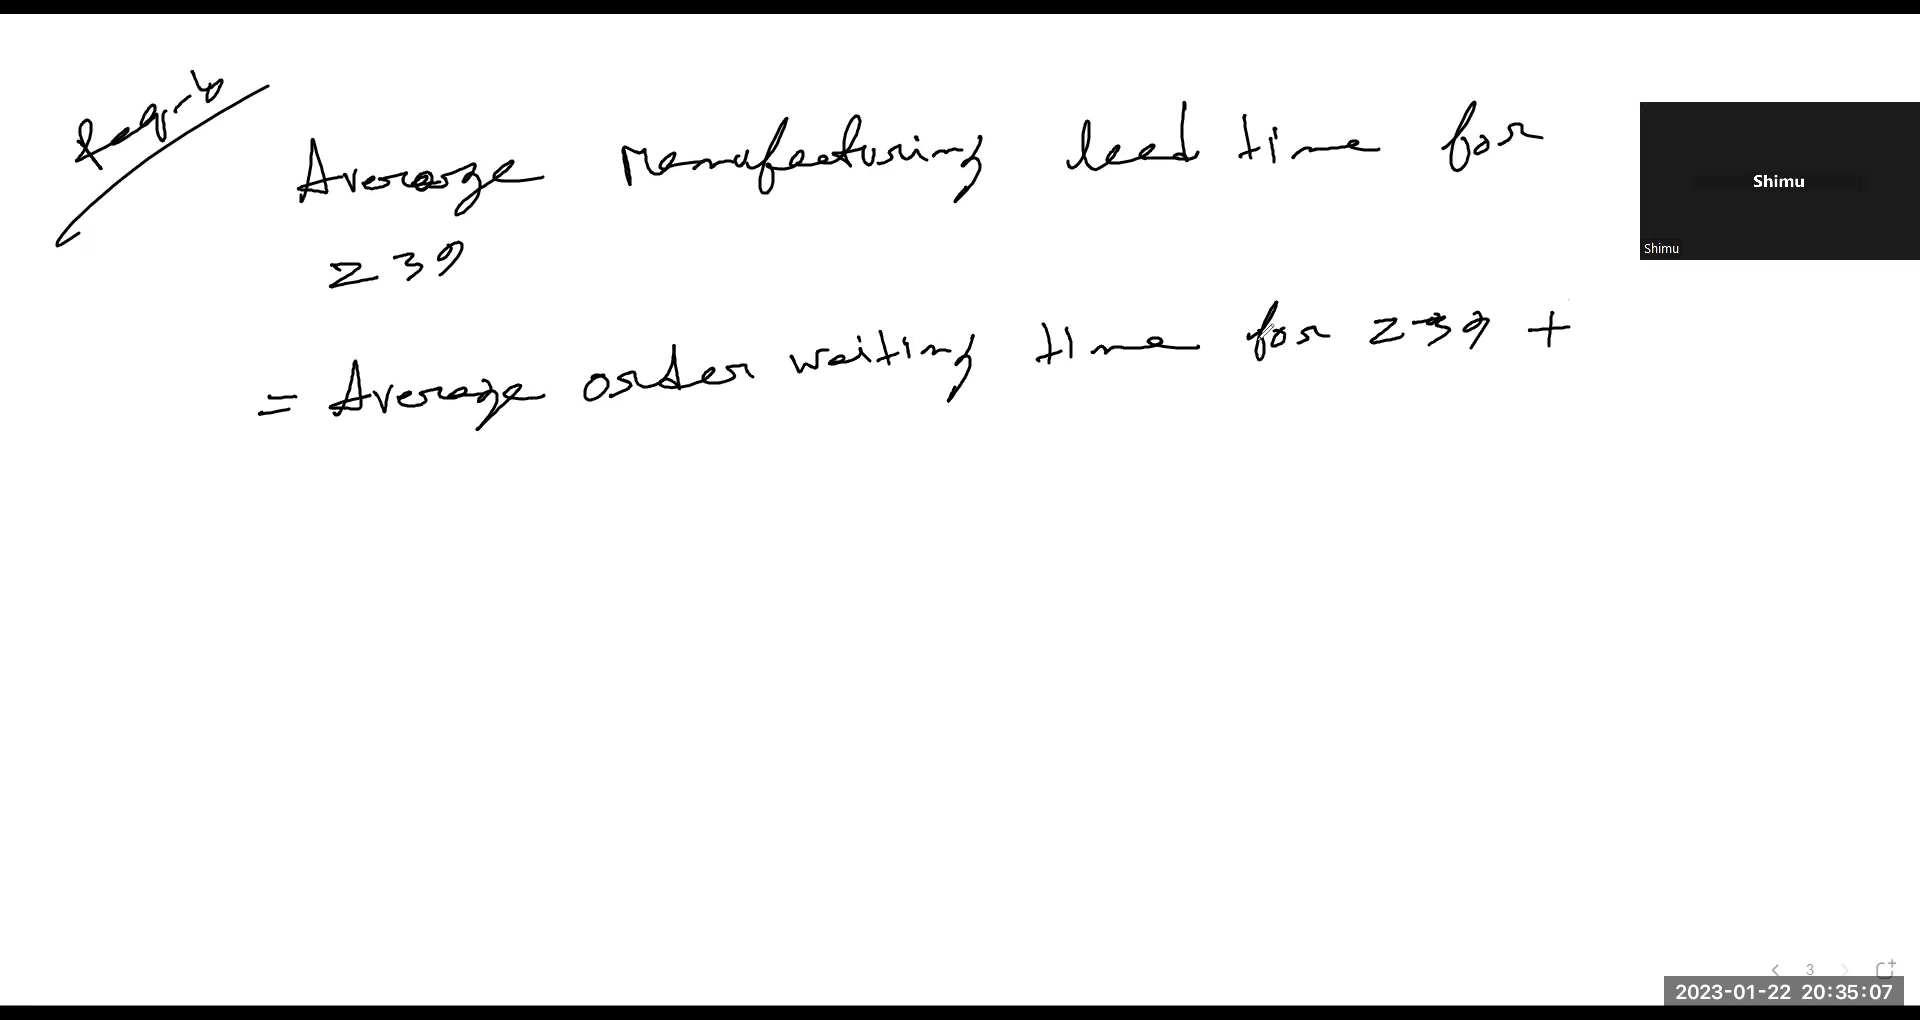 Req-b
Average Manufacturing lead time for
Z39
= Average order waiting time for Z39 +
Shimu
Shimu
3
2023-01-22 20:35:07